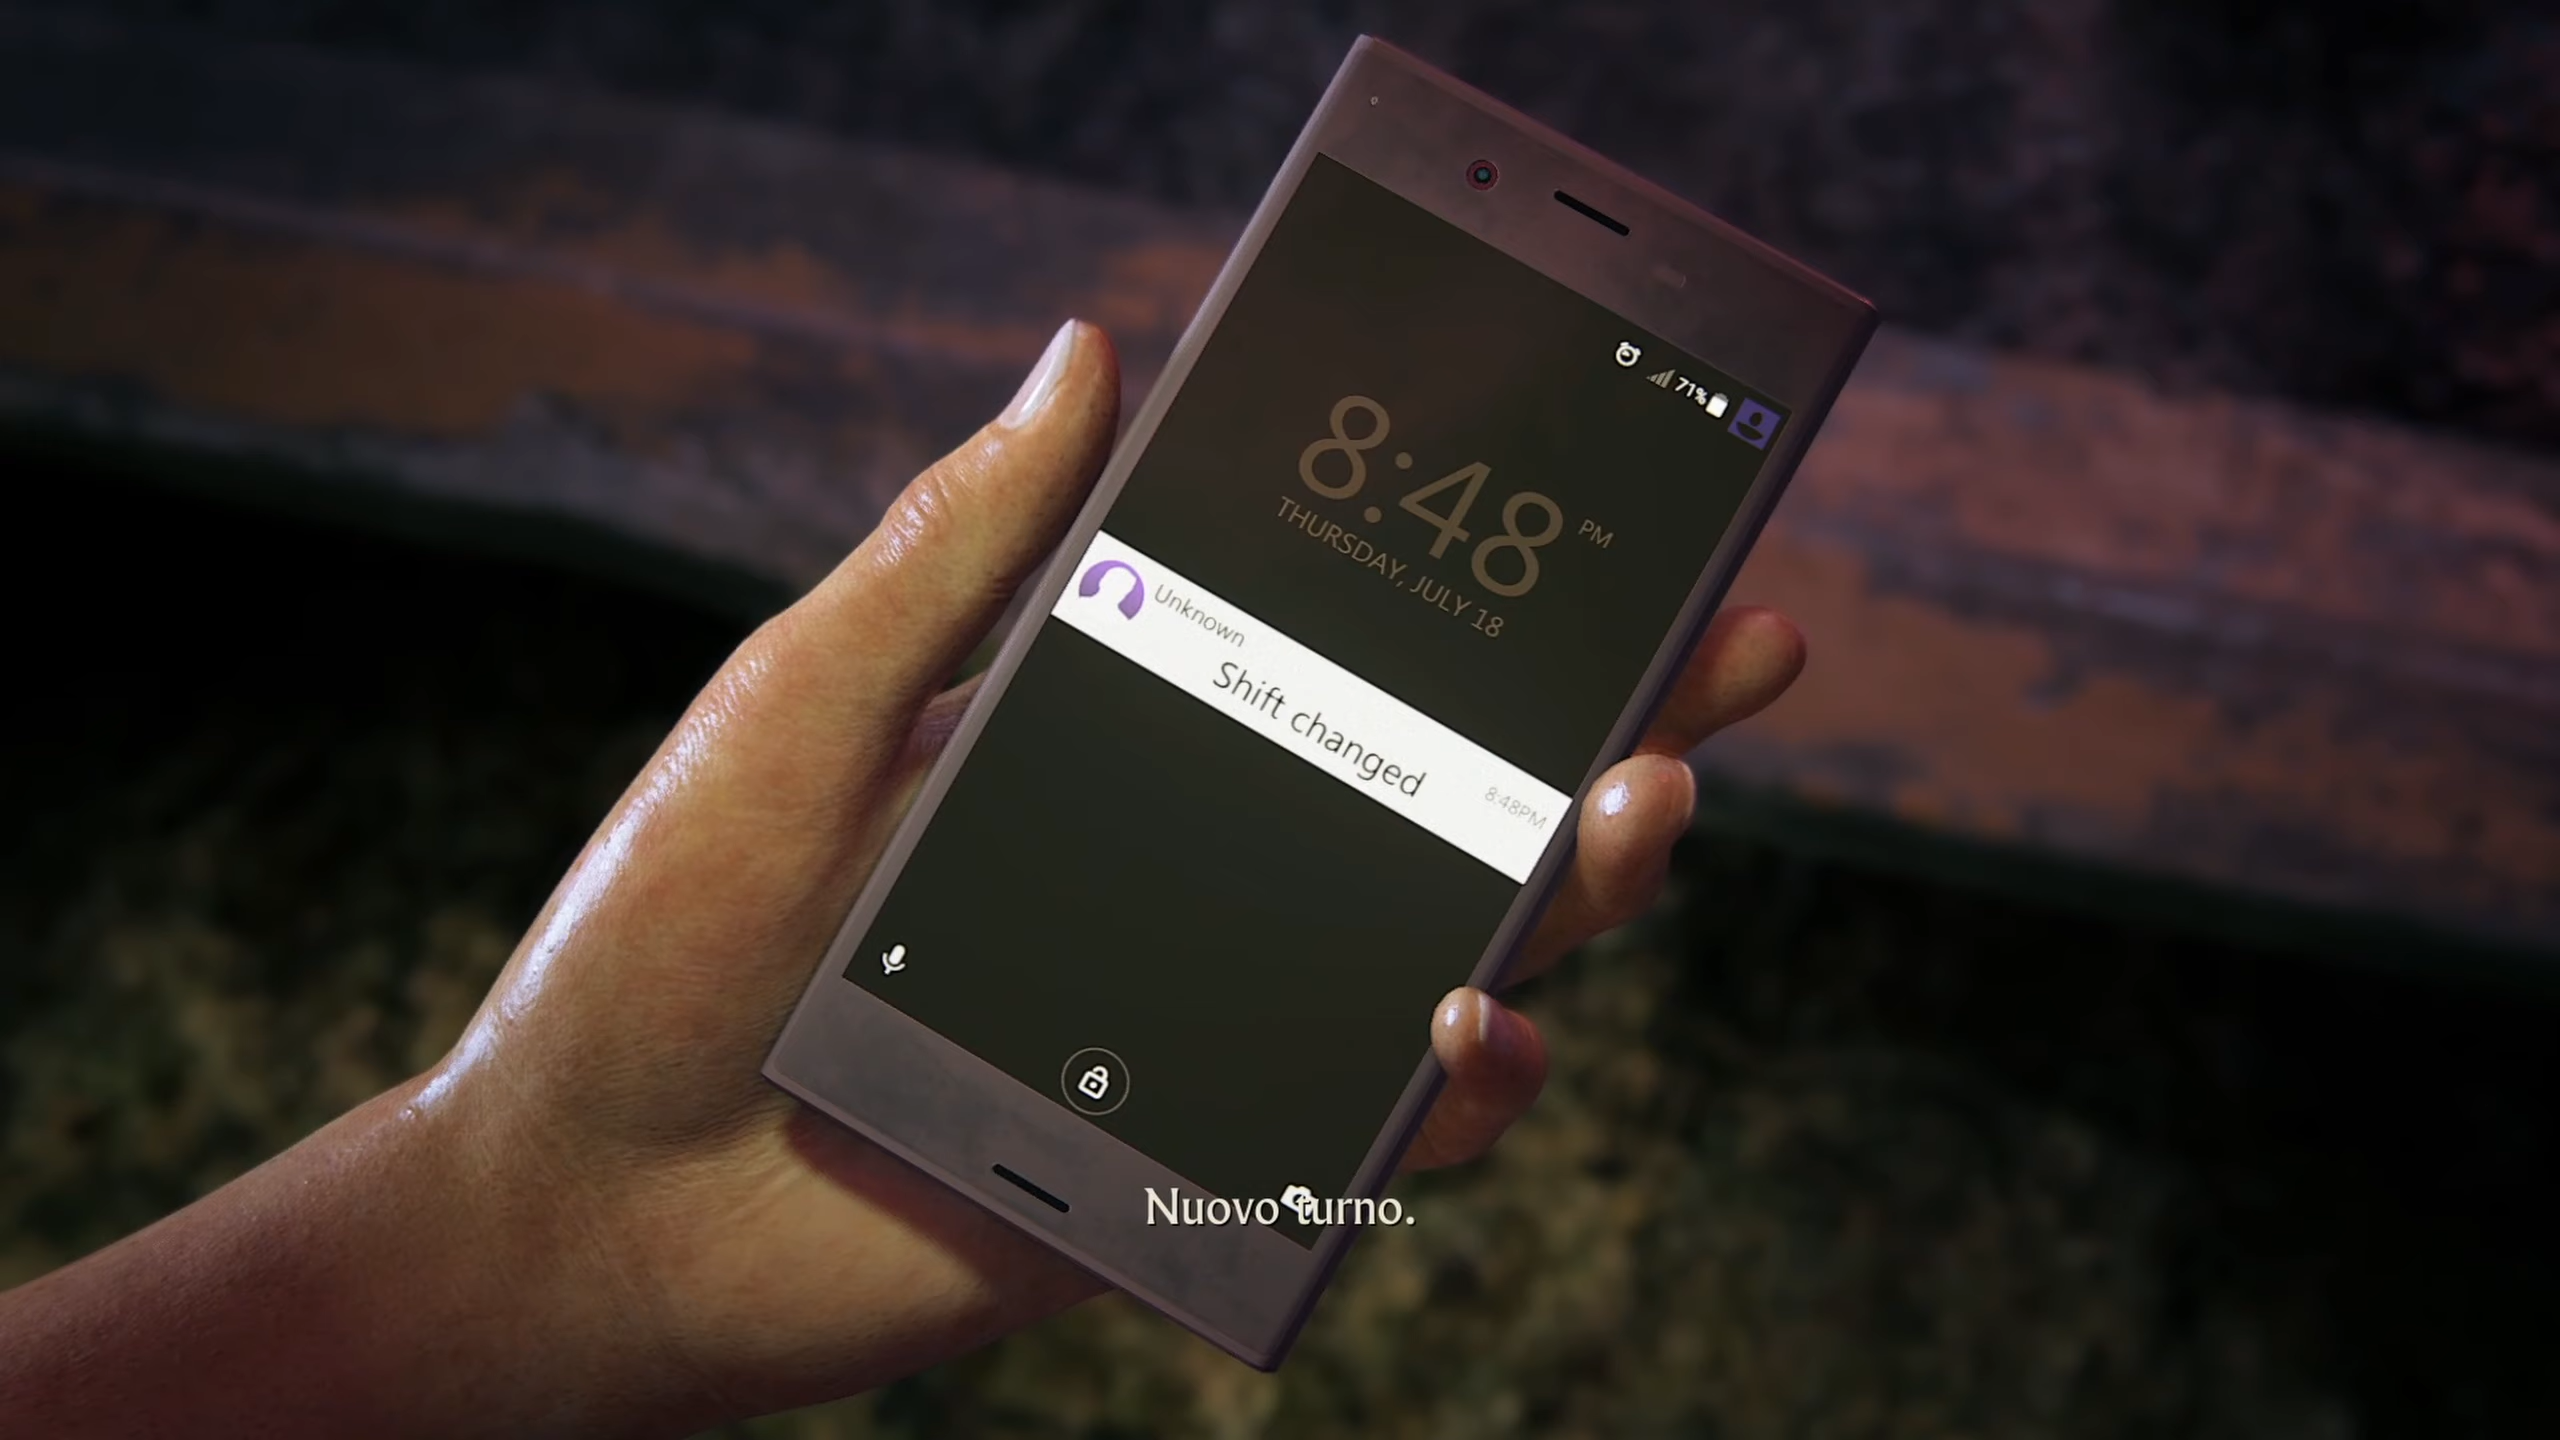 71%
8:48 PM
THURSDAY, JULY 18
Unknown
Shift changed
8:48PM
Nuovo turno.